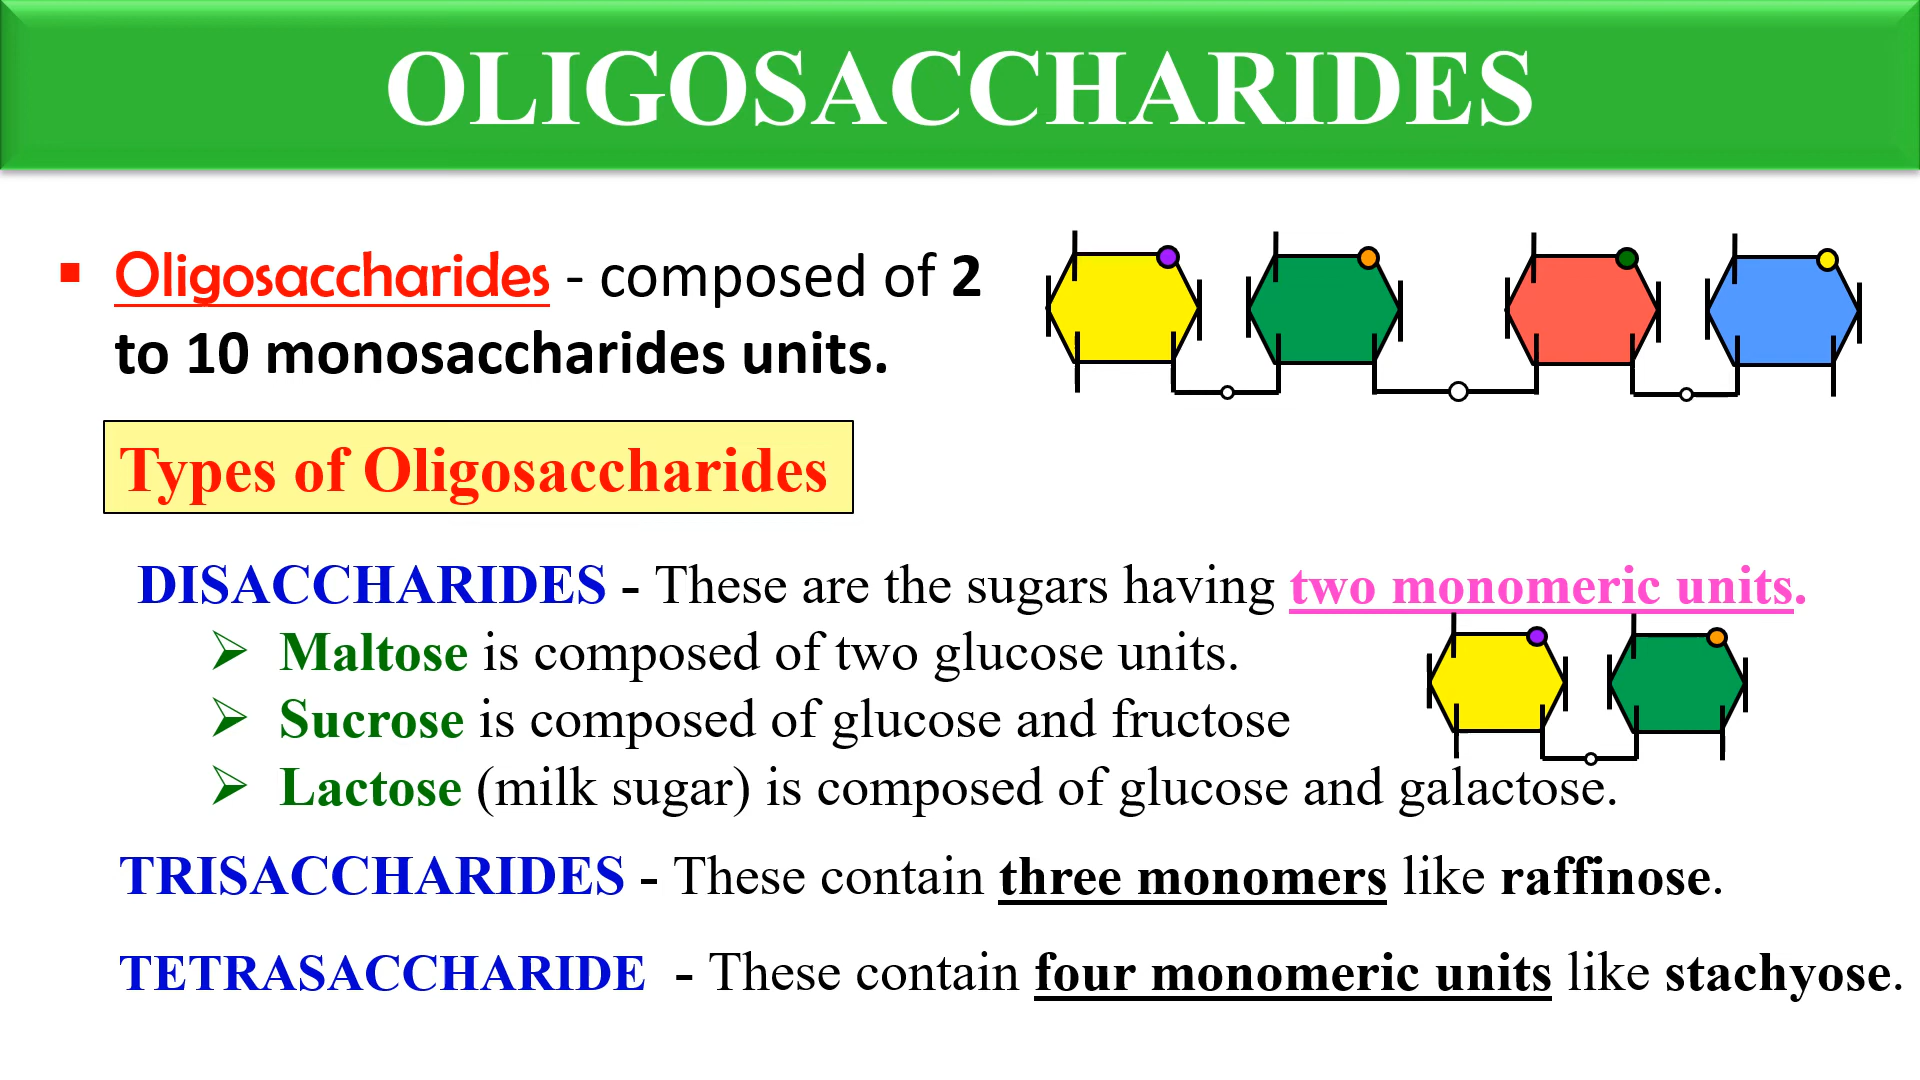 OLIGOSACCHARIDES
▪ Oligosaccharides - composed of 2
to 10 monosaccharides units.
Types of Oligosaccharides
DISACCHARIDES - These are the sugars having two monomeric units.
➢ Maltose is composed of two glucose units.
➢ Sucrose is composed of glucose and fructose
➢ Lactose (milk sugar) is composed of glucose and galactose.
TRISACCHARIDES - These contain three monomers like raffinose.
TETRASACCHARIDE - These contain four monomeric units like stachyose.